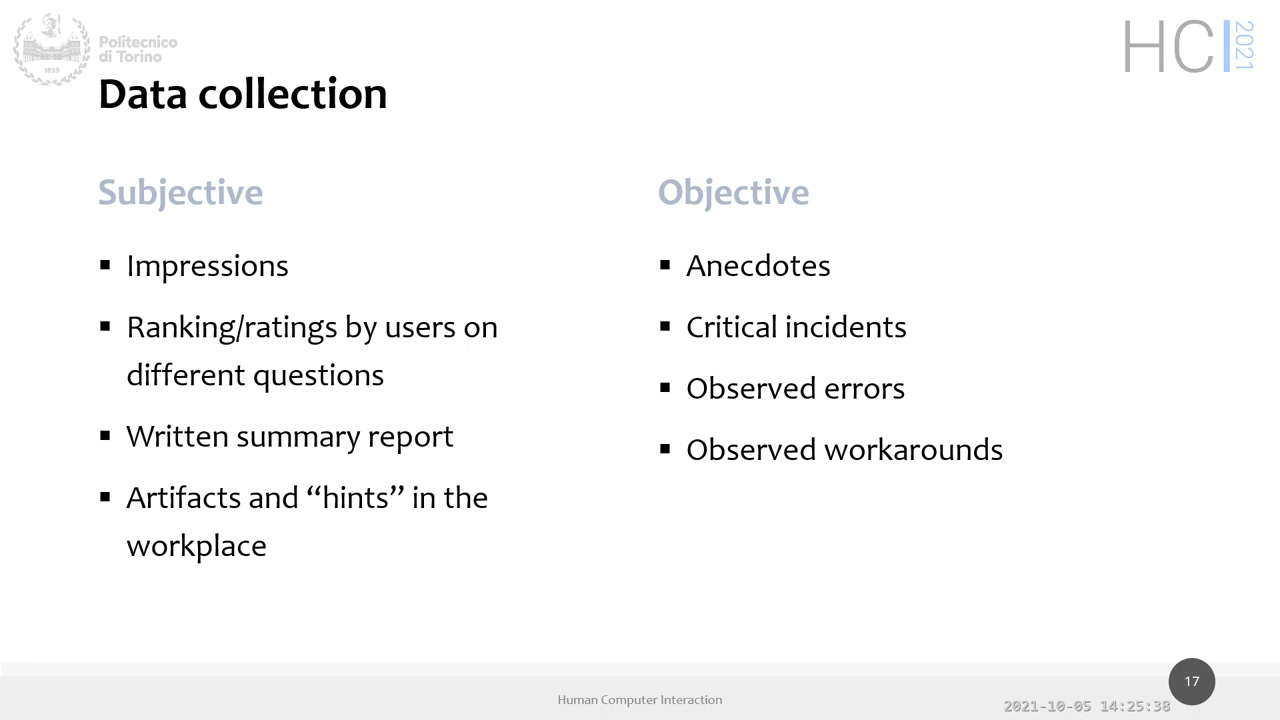 Politecnico
di Torino
1859
HCI 2021
Data collection
Subjective
▪ Impressions
▪ Ranking/ratings by users on
different questions
▪ Written summary report
▪ Artifacts and “hints” in the
workplace
Objective
▪ Anecdotes
▪ Critical incidents
▪ Observed errors
▪ Observed workarounds
Human Computer Interaction
17
2021-10-05 14:25:38